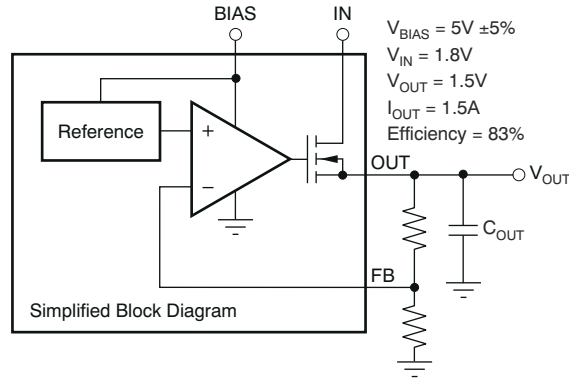 BIAS
IN
V_BIAS = 5V ±5%
V_IN = 1.8V
V_OUT = 1.5V
I_OUT = 1.5A
Efficiency = 83%
Reference
+
−
OUT
V_OUT
C_OUT
FB
Simplified Block Diagram